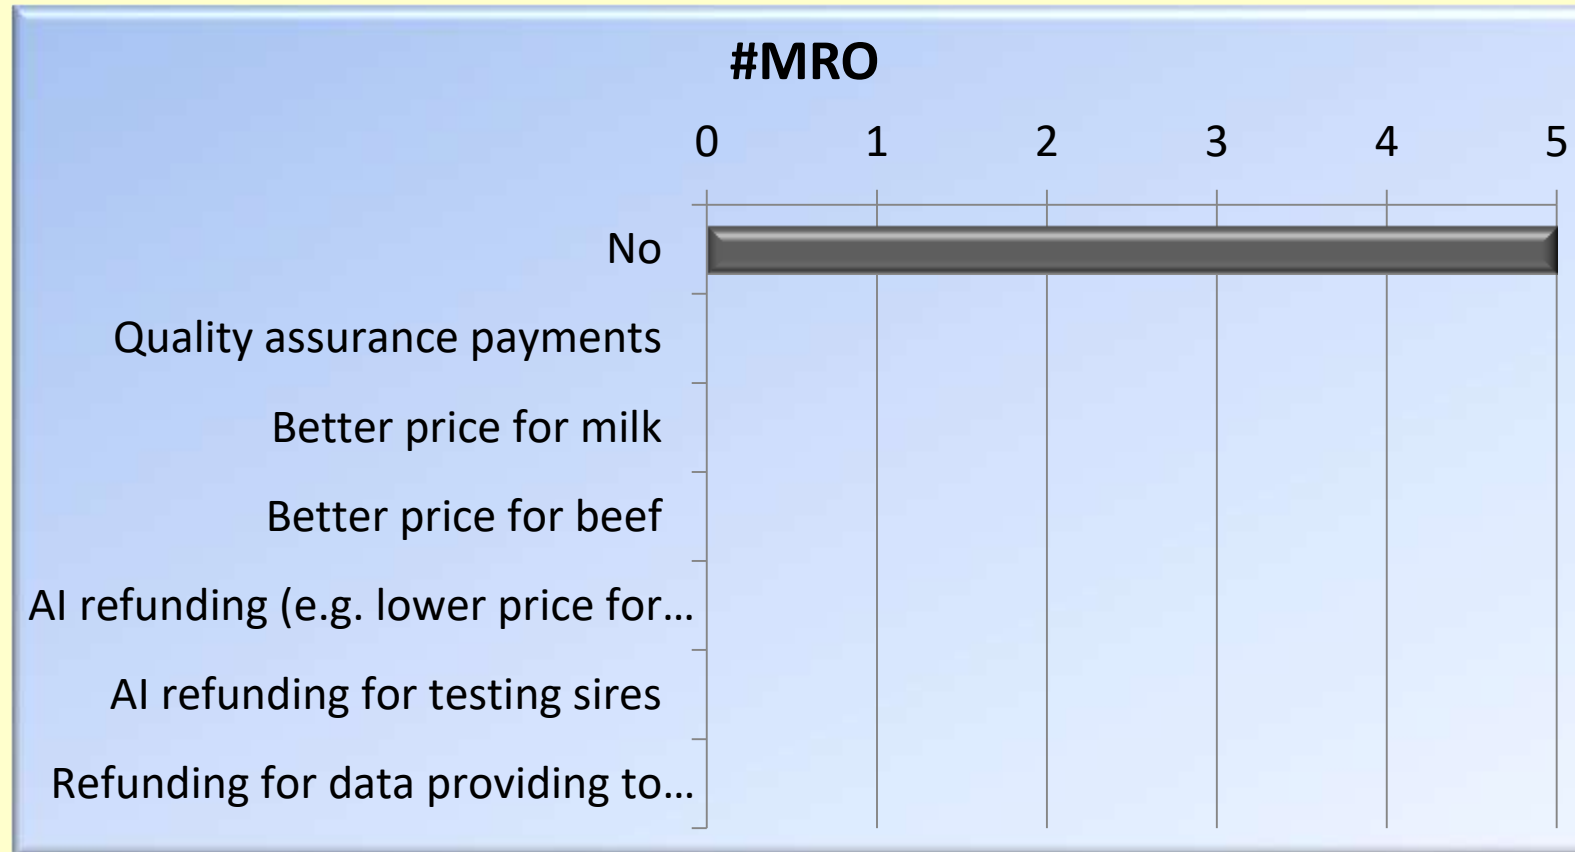 #MRO
0 1 2 3 4 5
No
Quality assurance payments
Better price for milk
Better price for beef
AI refunding (e.g. lower price for…
AI refunding for testing sires
Refunding for data providing to…